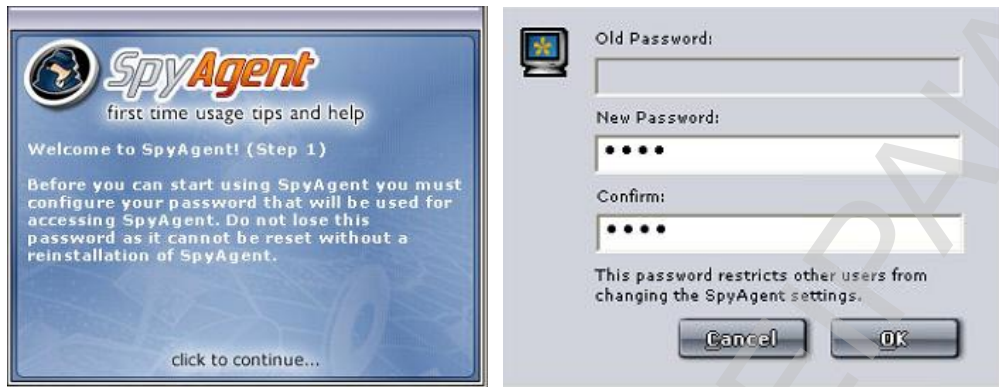 SpyAgent
first time usage tips and help
Welcome to SpyAgent! (Step 1)
Before you can start using SpyAgent you must
configure your password that will be used for
accessing SpyAgent. Do not lose this
password as it cannot be reset without a
reinstallation of SpyAgent.
click to continue...
Old Password:
New Password:
••••
Confirm:
••••
This password restricts other users from
changing the SpyAgent settings.
Cancel
OK